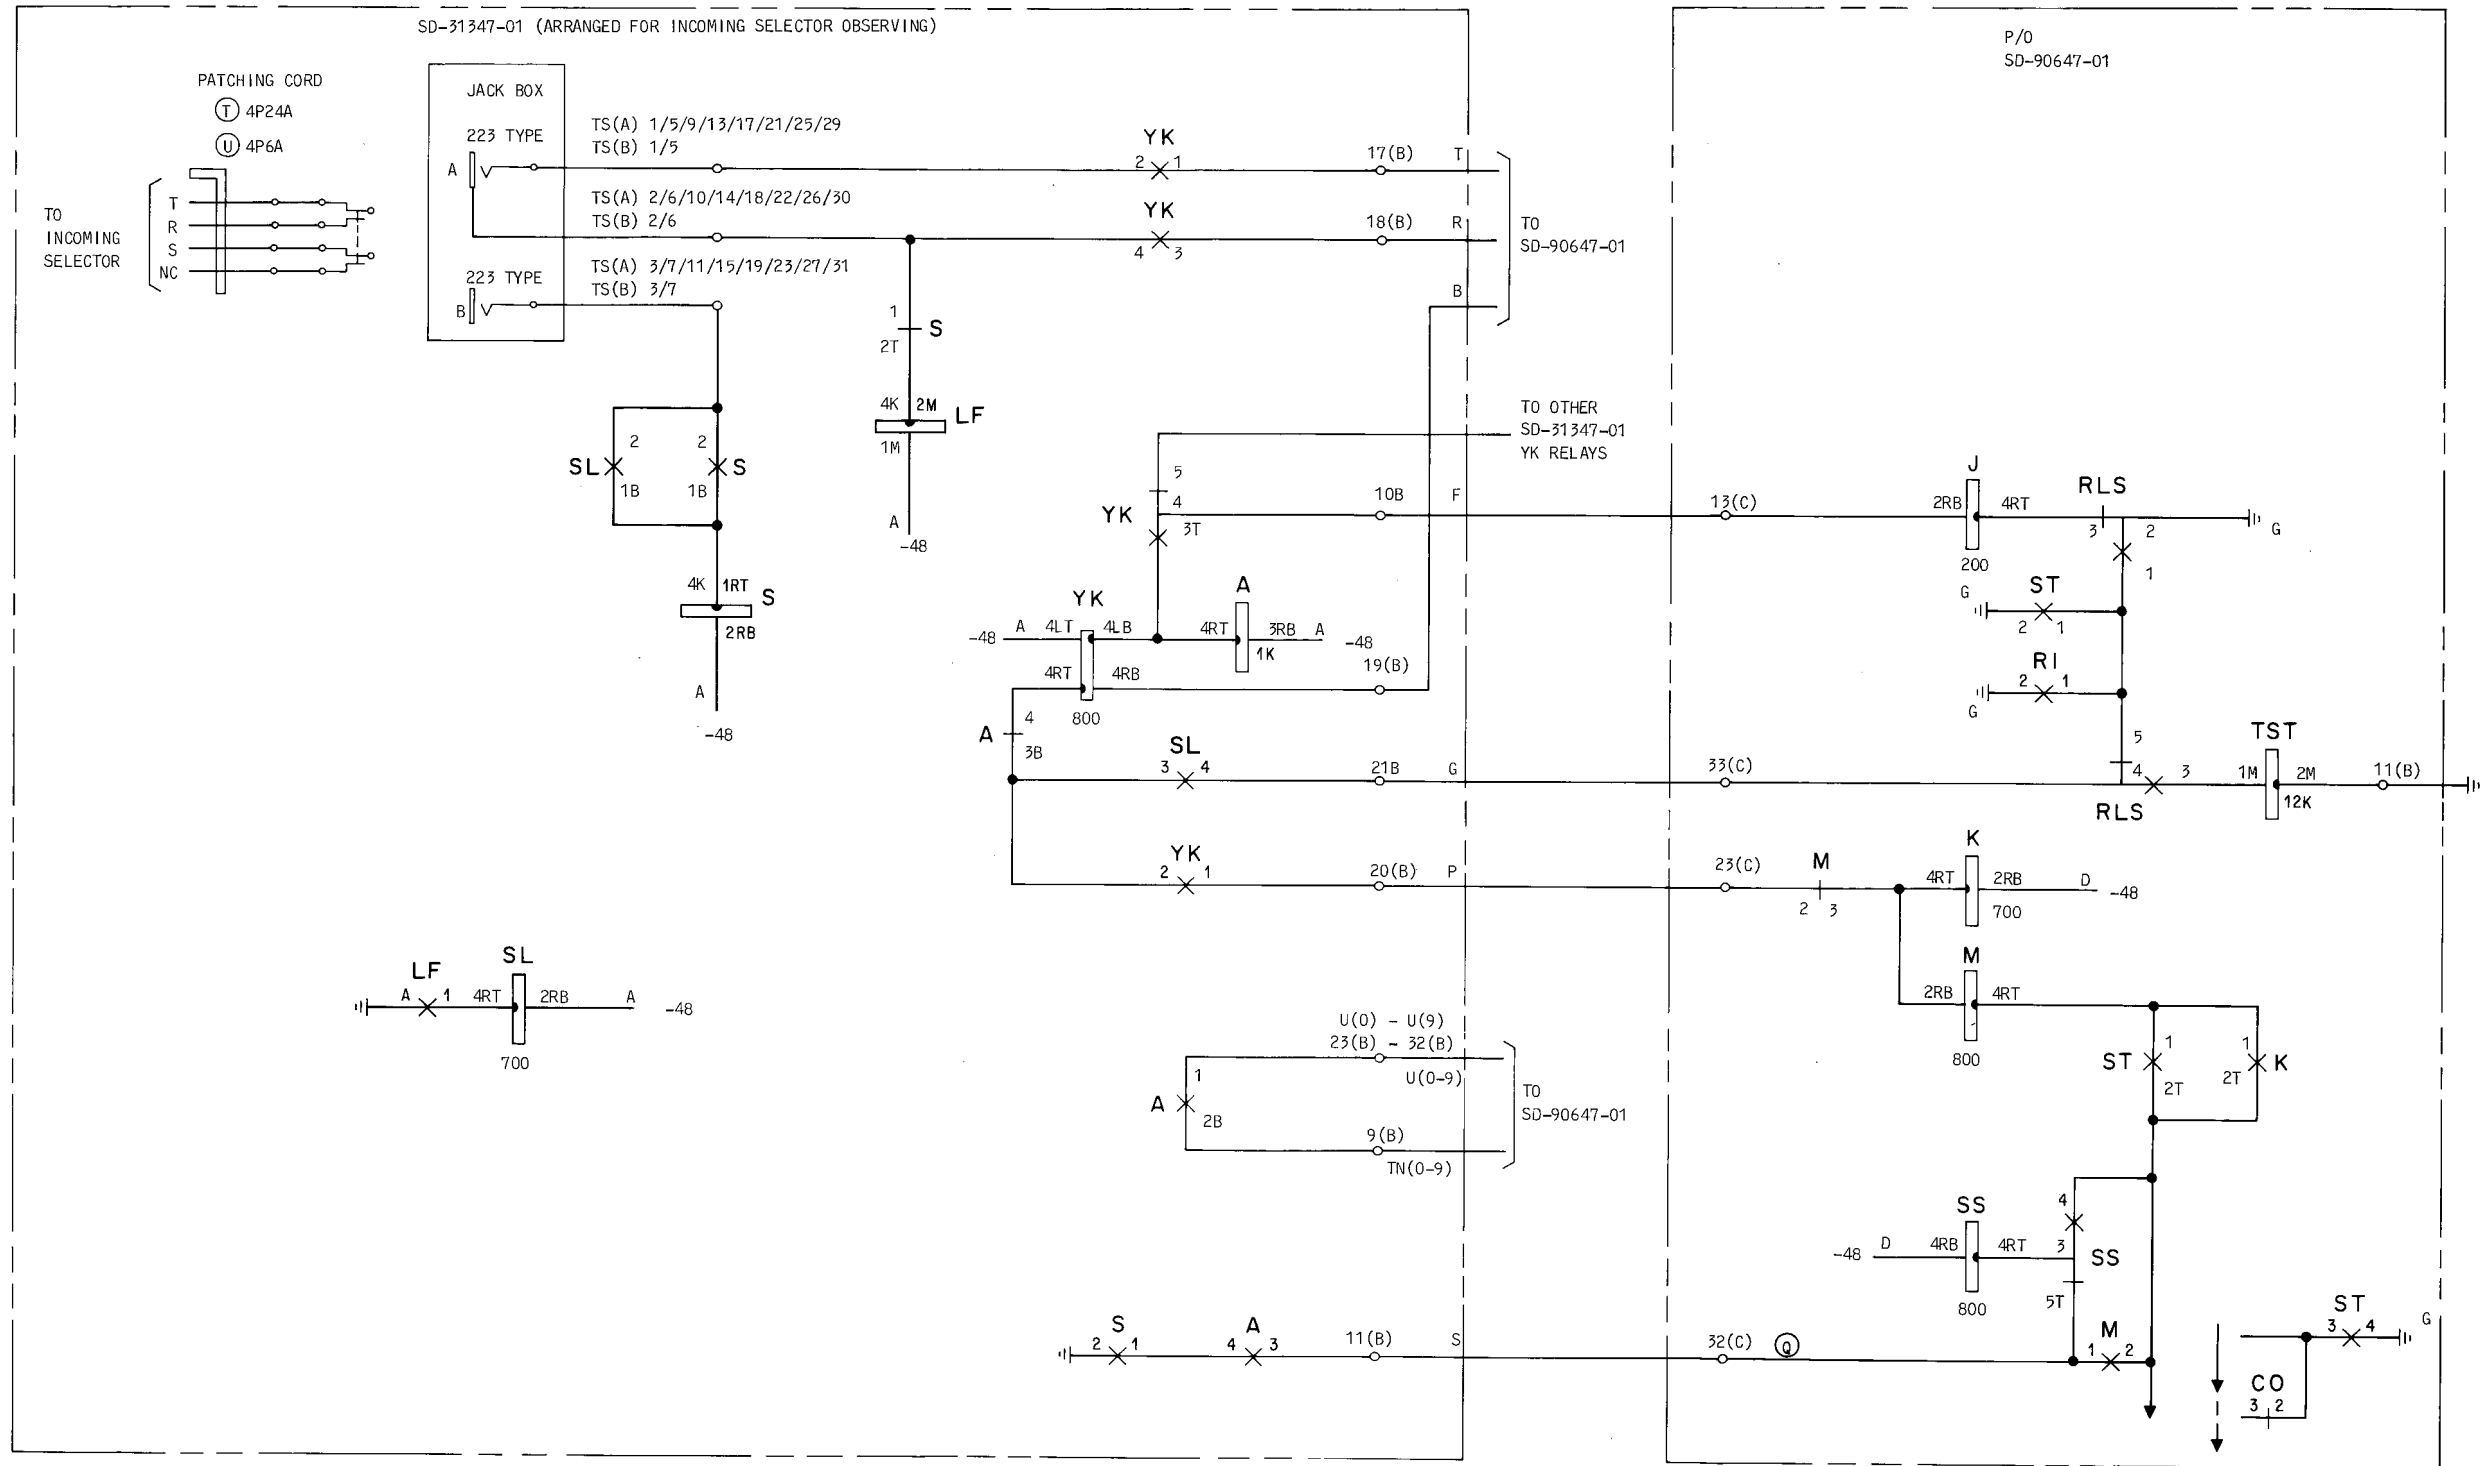 SD-31347-01 (ARRANGED FOR INCOMING SELECTOR OBSERVING)
P/O
SD-90647-01
PATCHING CORD
(T) 4P24A
(U) 4P6A
TO
INCOMING
SELECTOR
T
R
S
NC
JACK BOX
223 TYPE
A
223 TYPE
B
TS(A) 1/5/9/13/17/21/25/29
TS(B) 1/5
TS(A) 2/6/10/14/18/22/26/30
TS(B) 2/6
TS(A) 3/7/11/15/19/23/27/31
TS(B) 3/7
YK
2 1
17(B) T
YK
4 3
18(B) R
B
TO
SD-90647-01
1
S
2T
4K 2M
LF
1M
A
-48
2 2
SL S
1B 1B
4K 1RT
S
2RB
A
-48
TO OTHER
SD-31347-01
YK RELAYS
5
4
YK
3T
10B F
13(C)
J
2RB 4RT
200
RLS
3 2
1
G
ST
G
2 1
RI
2 1
G
YK
-48 A 4LT 4LB
4RT 4RB
800
A
4RT 3RB A
-48
1K
19(B)
4
A
3B
SL
3 4
21B G
33(C)
5
4 3
RLS
TST
1M 2M
12K
11(B)
YK
2 1
20(B) P
23(C)
M
2 3
K
4RT 2RB D
-48
700
M
2RB 4RT
800
LF
A 1
SL
4RT 2RB A
-48
700
U(0) - U(9)
23(B) - 32(B)
U(0-9)
1
A
2B
9(B)
TN(0-9)
TO
SD-90647-01
1 1
ST K
2T 2T
4
3
SS
5T
SS
-48 D 4RB 4RT
800
S
2 1
A
4 3
11(B) S
32(C) (Q)
M
1 2
ST
3 4
G
CO
3 2